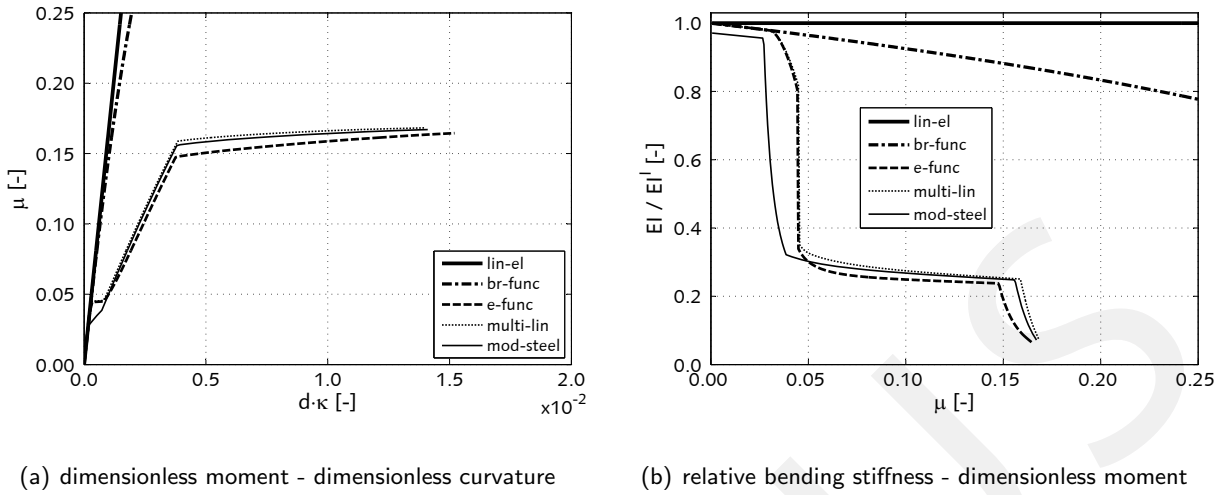 0.25
0.20
0.15
0.10
0.05
0.00
μ [-]
0.0
0.5
1.0
1.5
2.0
d·κ [-]
x10⁻²
lin-el
br-func
e-func
multi-lin
mod-steel
1.0
0.8
0.6
0.4
0.2
0.0
EI / EIᴵ [-]
0.00
0.05
0.10
0.15
0.20
0.25
μ [-]
lin-el
br-func
e-func
multi-lin
mod-steel
(a) dimensionless moment - dimensionless curvature
(b) relative bending stiffness - dimensionless moment